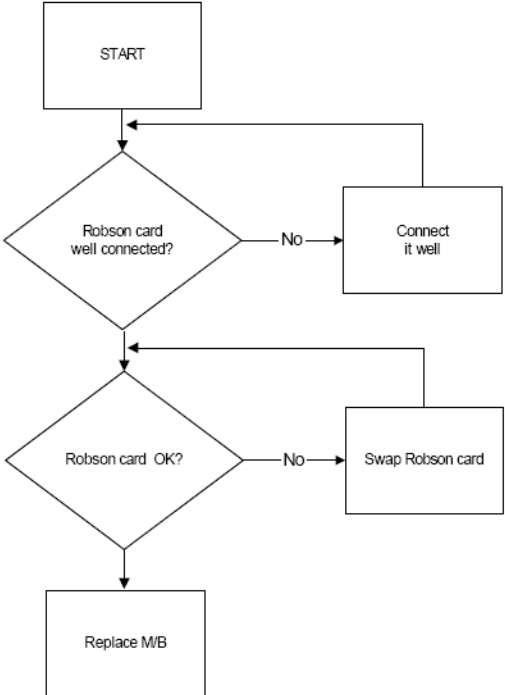 START
Robson card
well connected?
No
Connect
it well
Robson card OK?
No
Swap Robson card
Replace M/B